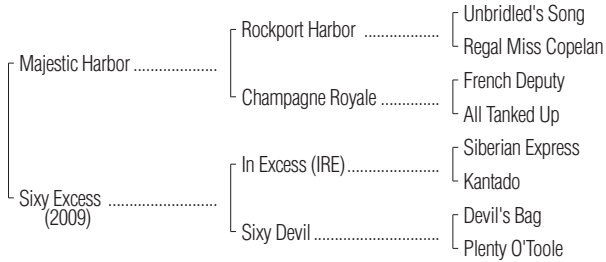 Unbridled's Song
Rockport Harbor ..................
Regal Miss Copelan
Majestic Harbor .....................
French Deputy
Champagne Royale ..............
All Tanked Up
Siberian Express
In Excess (IRE)......................
Kantado
Sixy Excess ...........................
(2009)
Devil's Bag
Sixy Devil ..............................
Plenty O'Toole